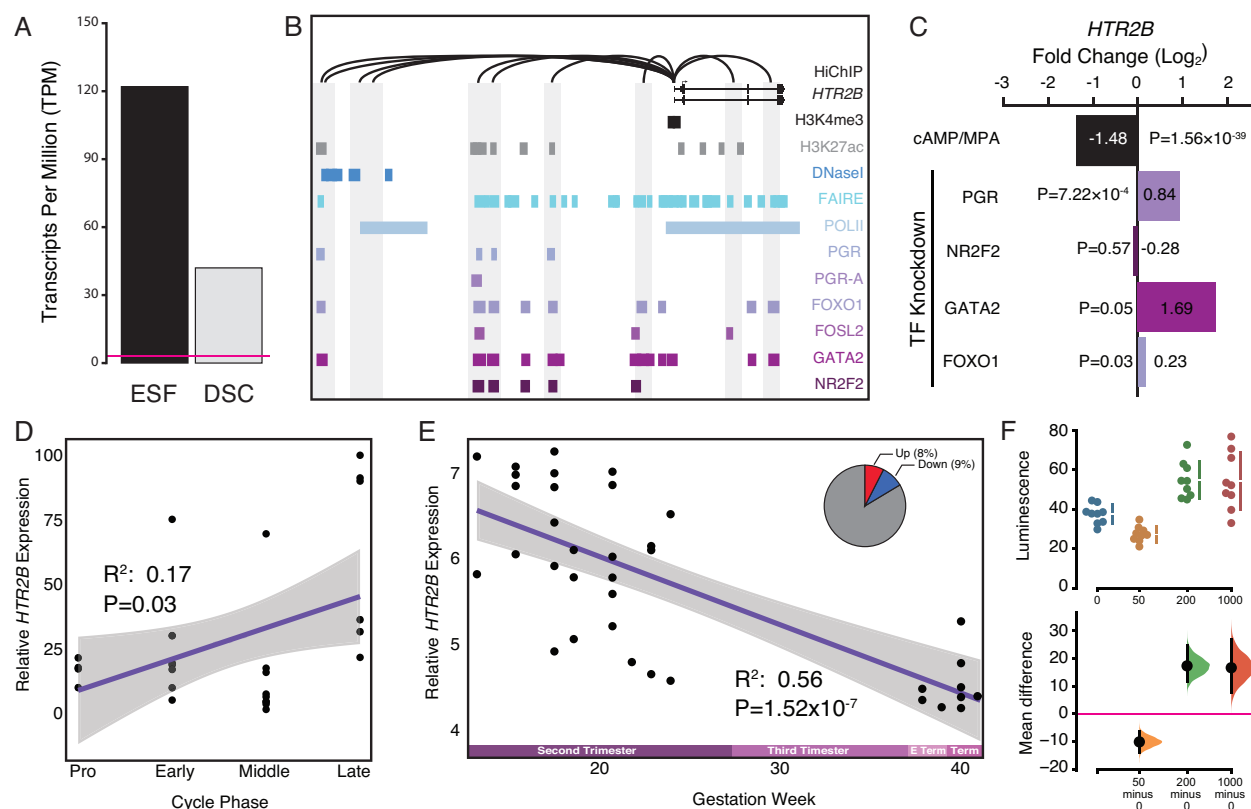 A
Transcripts Per Million (TPM)
150
120
90
60
30
0
ESF
DSC
B
HiChIP
HTR2B
H3K4me3
H3K27ac
DNaseI
FAIRE
POLII
PGR
PGR-A
FOXO1
FOSL2
GATA2
NR2F2
C
HTR2B
Fold Change (Log2)
-3 -2 -1 0 1 2
cAMP/MPA -1.48 P=1.56×10-39
TF Knockdown
PGR P=7.22×10-4 0.84
NR2F2 P=0.57 -0.28
GATA2 P=0.05 1.69
FOXO1 P=0.03 0.23
D
Relative HTR2B Expression
100
75
50
25
0
R2: 0.17
P=0.03
Pro Early Middle Late
Cycle Phase
E
Relative HTR2B Expression
7
6
5
4
Up (8%)
Down (9%)
R2: 0.56
P=1.52x10-7
Second Trimester Third Timester E Term Term
20 30 40
Gestation Week
F
Luminescence
80
60
40
20
0
0 50 200 1000
Mean difference
30
20
10
0
−10
−20
50 200 1000
minus minus minus
0 0 0